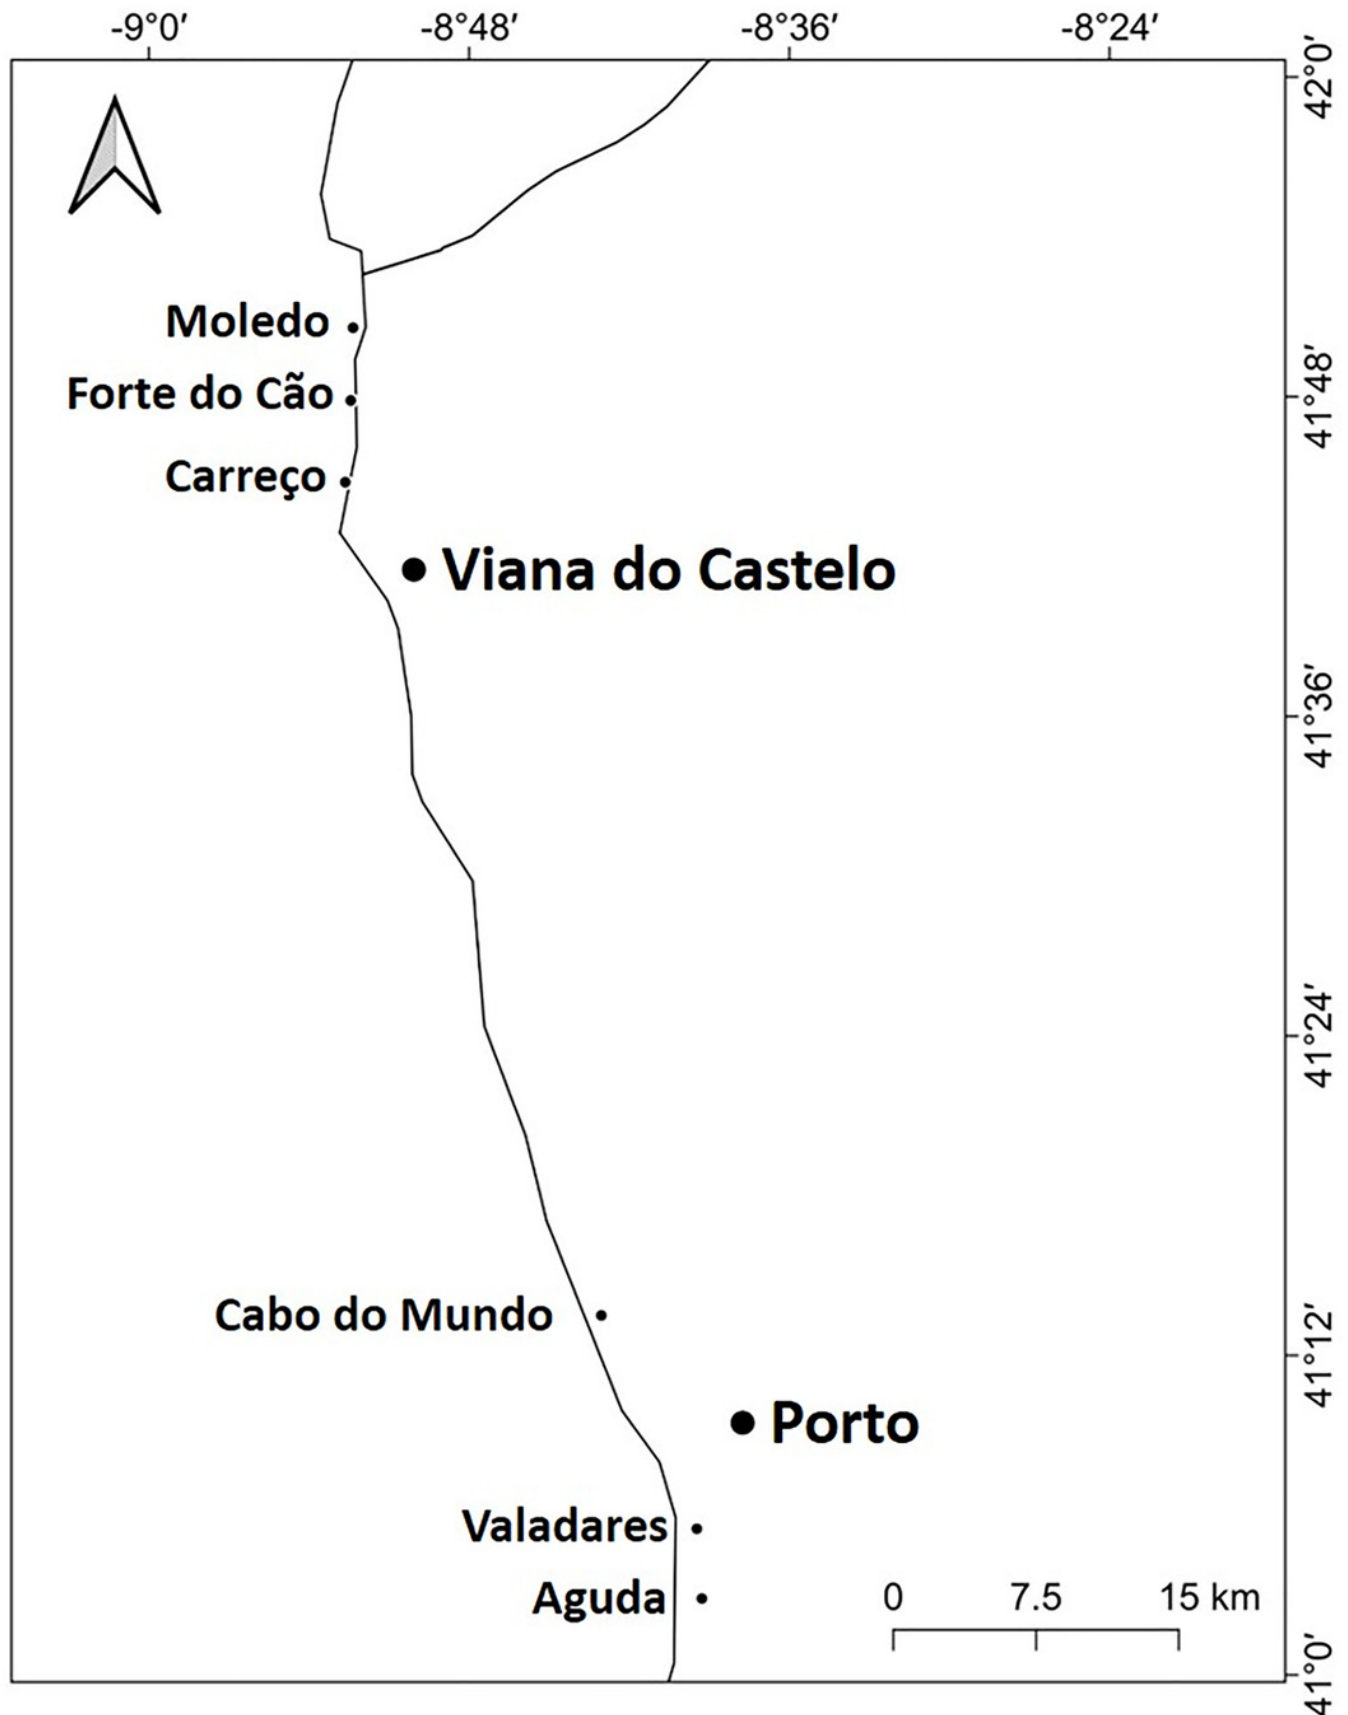 -9°0′ -8°48′ -8°36′ -8°24′
42°0′
Moledo
41°48′
Forte do Cão
Carreço
Viana do Castelo
41°36′
41°24′
Cabo do Mundo
41°12′
Porto
Valadares
Aguda
0 7.5 15 km
41°0′